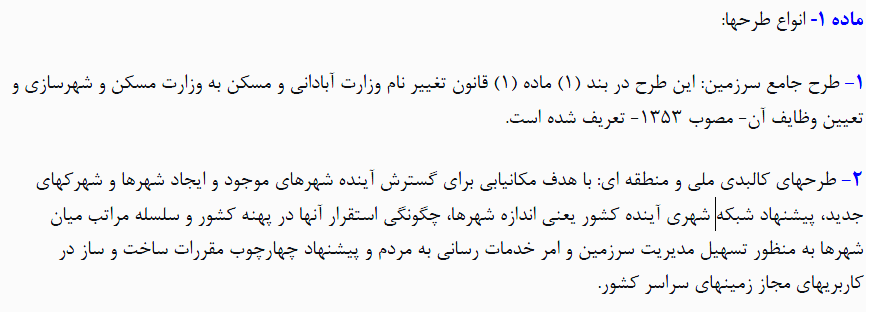 ماده ۱- انواع طرحها:
۱- طرح جامع سرزمین: این طرح در بند (۱) ماده (۱) قانون تغییر نام وزارت آبادانی و مسکن به وزارت مسکن و شهرسازی و
تعیین وظایف آن- مصوب ۱۳۵۳- تعریف شده است.
۲- طرحهای کالبدی ملی و منطقه ای: با هدف مکانیابی برای گسترش آینده شهرهای موجود و ایجاد شهرها و شهرکهای
جدید، پیشنهاد شبکه شهری آینده کشور یعنی اندازه شهرها، چگونگی استقرار آنها در پهنه کشور و سلسله مراتب میان
شهرها به منظور تسهیل مدیریت سرزمین و امر خدمات رسانی به مردم و پیشنهاد چهارچوب مقررات ساخت و ساز در
کاربریهای مجاز زمینهای سراسر کشور.